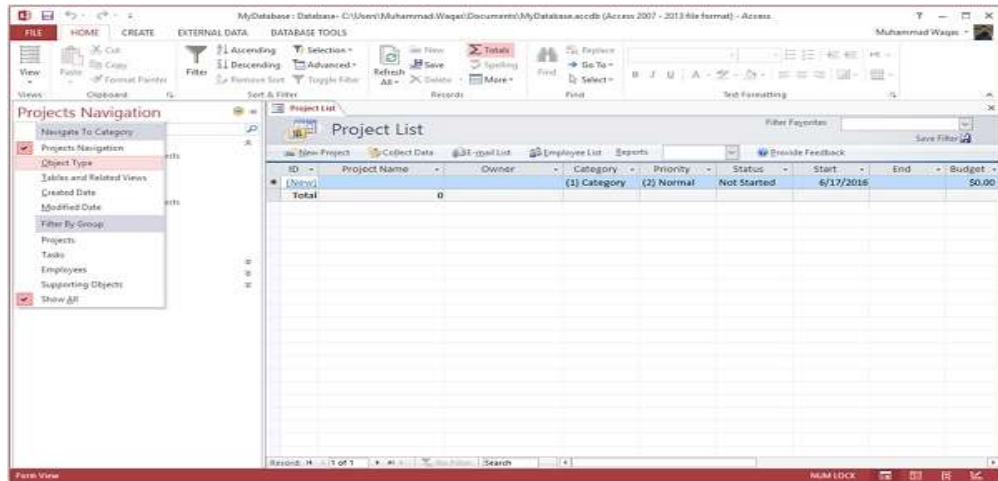 MyDatabase : Database- C:\Users\Muhammad.Waqas\Documents\MyDatabase.accdb (Access 2007 - 2013 file format) - Access
FILE HOME CREATE EXTERNAL DATA DATABASE TOOLS Muhammad Waqas
View Paste Cut Copy Format Painter Filter Ascending Descending Remove Sort Selection Advanced Toggle Filter Refresh All New Save Delete Totals Spelling More Find Replace Go To Select B I U A
Views Clipboard Sort & Filter Records Find Text Formatting
Projects Navigation
Navigate To Category
Projects Navigation
Object Type
Tables and Related Views
Created Date
Modified Date
Filter By Group
Projects
Tasks
Employees
Supporting Objects
Show All
Project List
Project List
Filter Favorites
Save Filter
New Project Collect Data E-mail List Employee List Reports Provide Feedback
ID Project Name Owner Category Priority Status Start End Budget
(New) (1) Category (2) Normal Not Started 6/17/2016 $0.00
Total 0
Record: 1 of 1 No Filter Search
Form View NUM LOCK